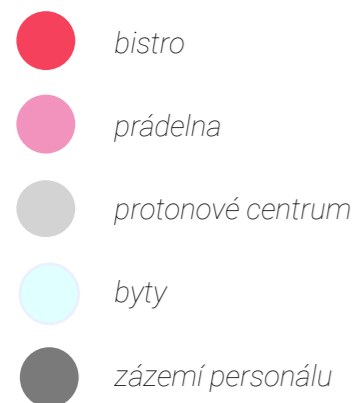 bistro
prádelna
protonové centrum
byty
zázemí personálu